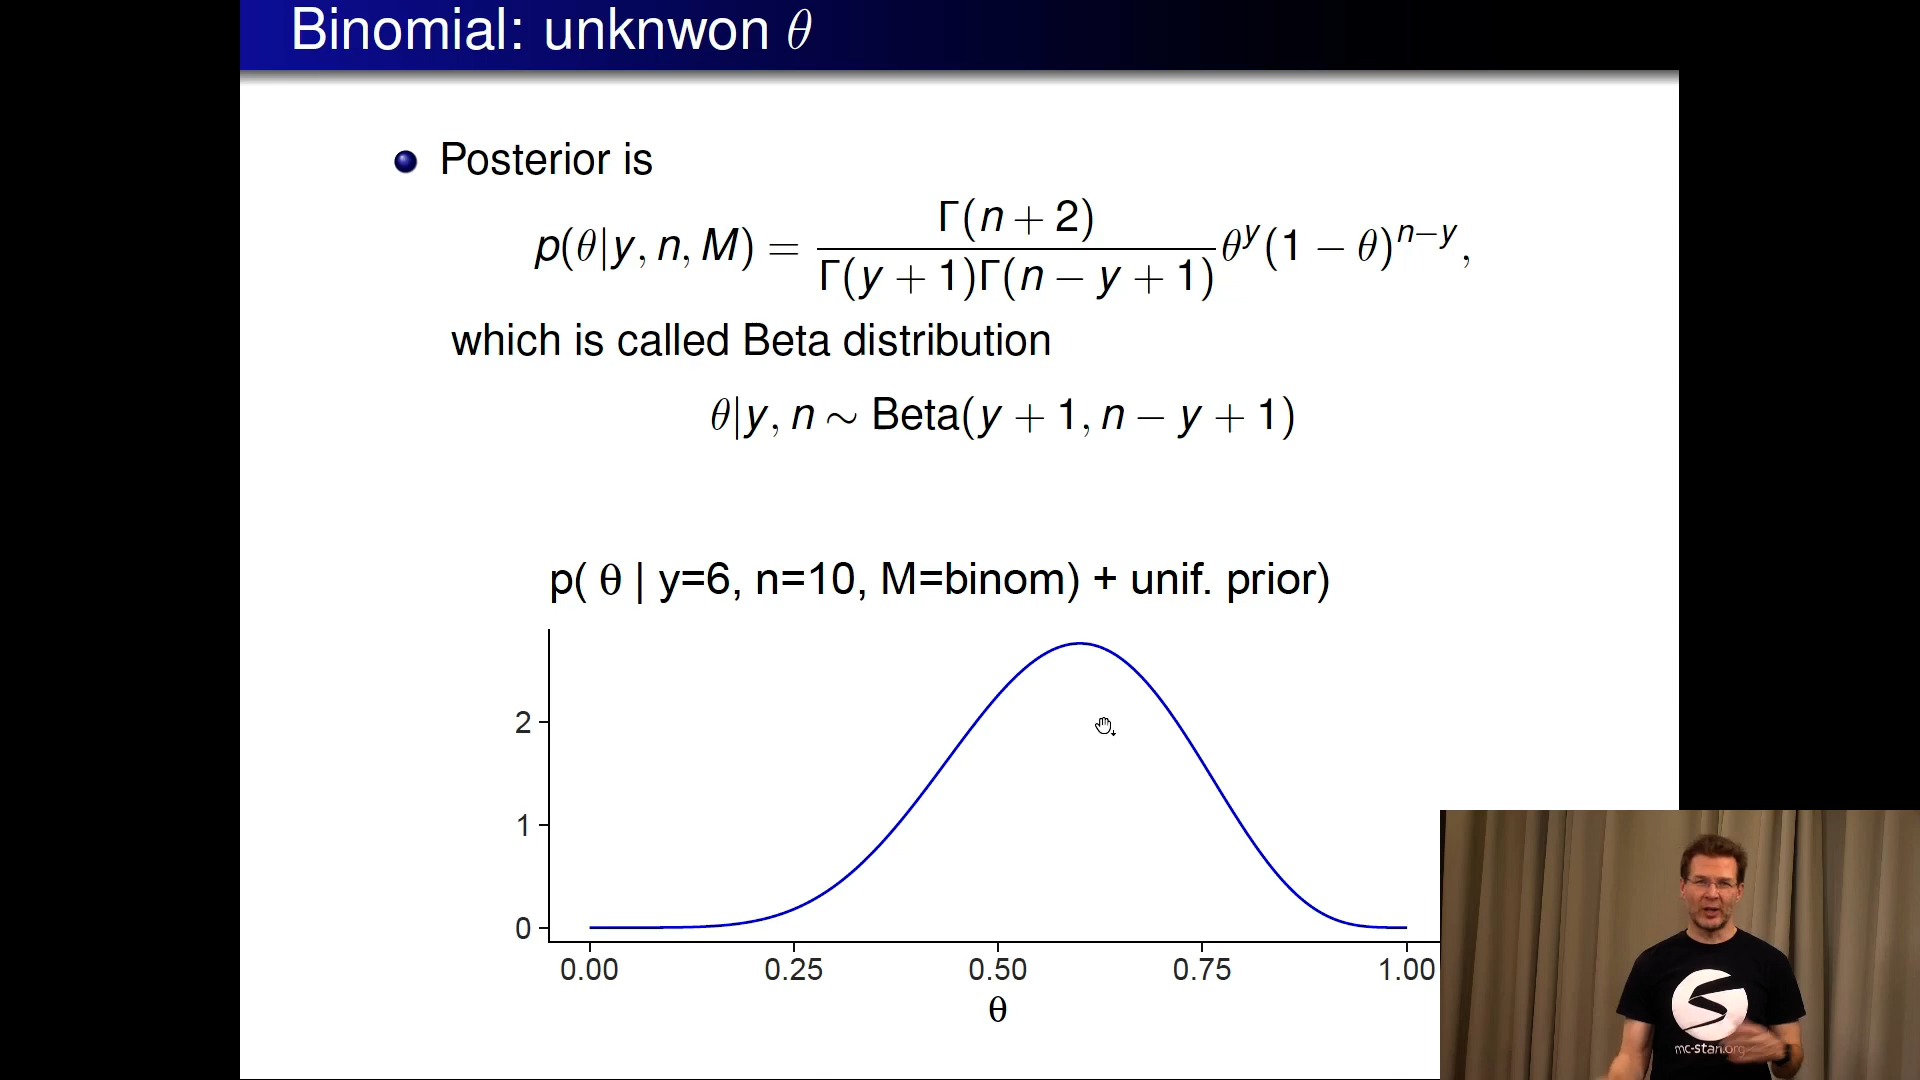 Binomial: unknwon θ
Posterior is
p(θ|y, n, M) = Γ(n + 2) / Γ(y + 1)Γ(n − y + 1) θ^y (1 − θ)^{n−y},
which is called Beta distribution
θ|y, n ∼ Beta(y + 1, n − y + 1)
p( θ | y=6, n=10, M=binom) + unif. prior)
2
1
0
0.00 0.25 0.50 0.75 1.00
θ
mc-stan.org